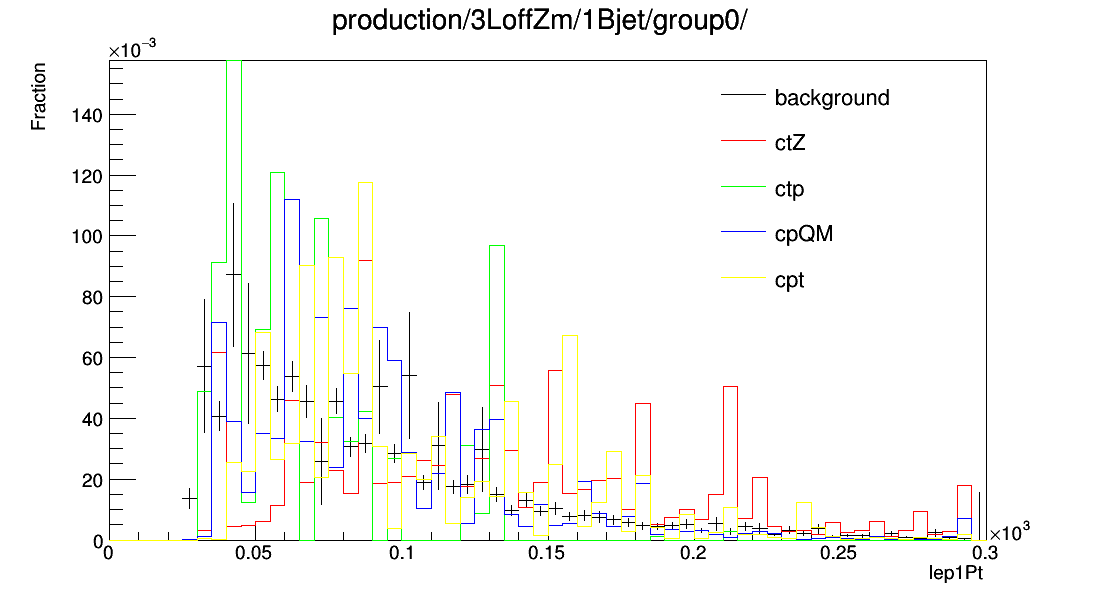 production/3LoffZm/1Bjet/group0/
×10⁻³
Fraction
background
ctZ
ctp
cpQM
cpt
140
120
100
80
60
40
20
0
0 0.05 0.1 0.15 0.2 0.25 0.3
×10³
lep1Pt